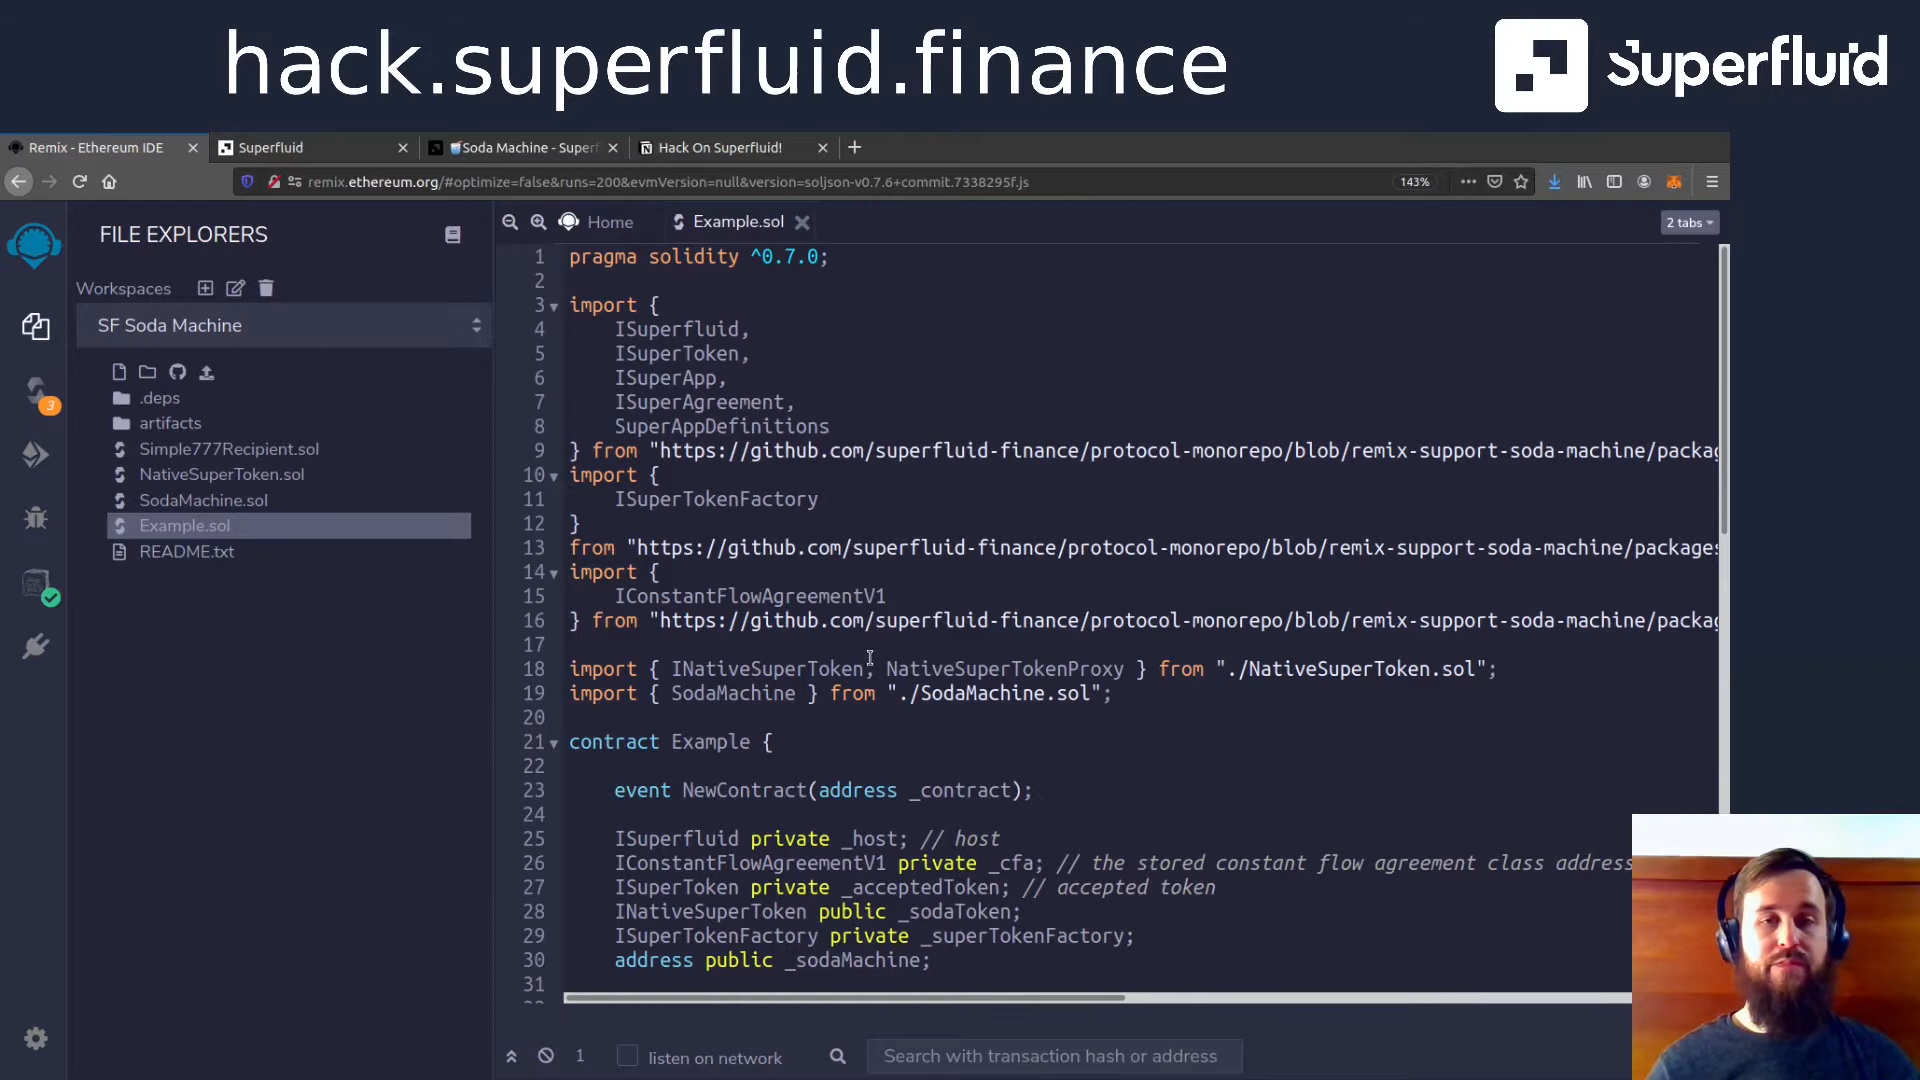 hack.superfluid.finance
Superfluid
Remix - Ethereum IDE
Superfluid
Soda Machine - Superf
Hack On Superfluid!
remix.ethereum.org/#optimize=false&runs=200&evmVersion=null&version=soljson-v0.7.6+commit.7338295f.js
143%
FILE EXPLORERS
Home
Example.sol
2 tabs
Workspaces
SF Soda Machine
.deps
artifacts
Simple777Recipient.sol
NativeSuperToken.sol
SodaMachine.sol
Example.sol
README.txt
3
1 pragma solidity ^0.7.0;
2
3 import {
4 ISuperfluid,
5 ISuperToken,
6 ISuperApp,
7 ISuperAgreement,
8 SuperAppDefinitions
9 } from "https://github.com/superfluid-finance/protocol-monorepo/blob/remix-support-soda-machine/packag
10 import {
11 ISuperTokenFactory
12 }
13 from "https://github.com/superfluid-finance/protocol-monorepo/blob/remix-support-soda-machine/packages
14 import {
15 IConstantFlowAgreementV1
16 } from "https://github.com/superfluid-finance/protocol-monorepo/blob/remix-support-soda-machine/packag
17
18 import { INativeSuperToken, NativeSuperTokenProxy } from "./NativeSuperToken.sol";
19 import { SodaMachine } from "./SodaMachine.sol";
20
21 contract Example {
22
23 event NewContract(address _contract);
24
25 ISuperfluid private _host; // host
26 IConstantFlowAgreementV1 private _cfa; // the stored constant flow agreement class address
27 ISuperToken private _acceptedToken; // accepted token
28 INativeSuperToken public _sodaToken;
29 ISuperTokenFactory private _superTokenFactory;
30 address public _sodaMachine;
31
1
listen on network
Search with transaction hash or address